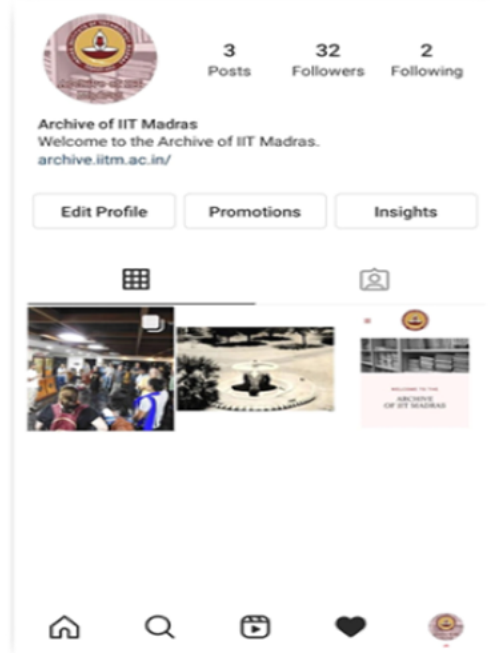 3 32 2
Posts Followers Following
Archive of IIT Madras
Welcome to the Archive of IIT Madras.
archive.iitm.ac.in/
Edit Profile Promotions Insights
WELCOME TO THE
ARCHIVE
OF IIT MADRAS